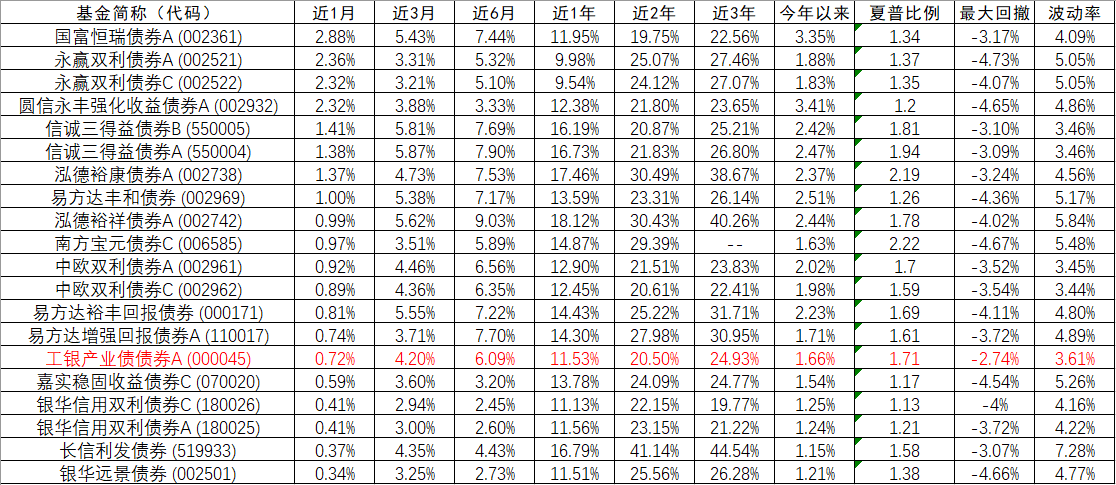 基金简称（代码） 近1月 近3月 近6月 近1年 近2年 近3年 今年以来 夏普比例 最大回撤 波动率
国富恒瑞债券A (002361) 2.88% 5.43% 7.44% 11.95% 19.75% 22.56% 3.35% 1.34 -3.17% 4.09%
永赢双利债券A (002521) 2.36% 3.31% 5.32% 9.98% 25.07% 27.46% 1.88% 1.37 -4.73% 5.05%
永赢双利债券C (002522) 2.32% 3.21% 5.10% 9.54% 24.12% 27.07% 1.83% 1.35 -4.07% 5.05%
圆信永丰强化收益债券A (002932) 2.32% 3.88% 3.33% 12.38% 21.80% 23.65% 3.41% 1.2 -4.65% 4.86%
信诚三得益债券B (550005) 1.41% 5.81% 7.69% 16.19% 20.87% 25.21% 2.42% 1.81 -3.10% 3.46%
信诚三得益债券A (550004) 1.38% 5.87% 7.90% 16.73% 21.83% 26.80% 2.47% 1.94 -3.09% 3.46%
泓德裕康债券A (002738) 1.37% 4.73% 7.53% 17.46% 30.49% 38.67% 2.37% 2.19 -3.24% 4.56%
易方达丰和债券 (002969) 1.00% 5.38% 7.17% 13.59% 23.31% 26.14% 2.51% 1.26 -4.36% 5.17%
泓德裕祥债券A (002742) 0.99% 5.62% 9.03% 18.12% 30.43% 40.26% 2.44% 1.78 -4.02% 5.84%
南方宝元债券C (006585) 0.97% 3.51% 5.89% 14.87% 29.39% -- 1.63% 2.22 -4.67% 5.48%
中欧双利债券A (002961) 0.92% 4.46% 6.56% 12.90% 21.51% 23.83% 2.02% 1.7 -3.52% 3.45%
中欧双利债券C (002962) 0.89% 4.36% 6.35% 12.45% 20.61% 22.41% 1.98% 1.59 -3.54% 3.44%
易方达裕丰回报债券 (000171) 0.81% 5.55% 7.22% 14.43% 25.22% 31.71% 2.23% 1.69 -4.11% 4.80%
易方达增强回报债券A (110017) 0.74% 3.71% 7.70% 14.30% 27.98% 30.95% 1.71% 1.61 -3.72% 4.89%
工银产业债债券A (000045) 0.72% 4.20% 6.09% 11.53% 20.50% 24.93% 1.66% 1.71 -2.74% 3.61%
嘉实稳固收益债券C (070020) 0.59% 3.60% 3.20% 13.78% 24.09% 24.77% 1.54% 1.17 -4.54% 5.26%
银华信用双利债券C (180026) 0.41% 2.94% 2.45% 11.13% 22.15% 19.77% 1.25% 1.13 -4% 4.16%
银华信用双利债券A (180025) 0.41% 3.00% 2.60% 11.56% 23.15% 21.22% 1.24% 1.21 -3.72% 4.22%
长信利发债券 (519933) 0.37% 4.35% 4.43% 16.79% 41.14% 44.54% 1.15% 1.58 -3.07% 7.28%
银华远景债券 (002501) 0.34% 3.25% 2.73% 11.51% 25.56% 26.28% 1.21% 1.38 -4.66% 4.77%